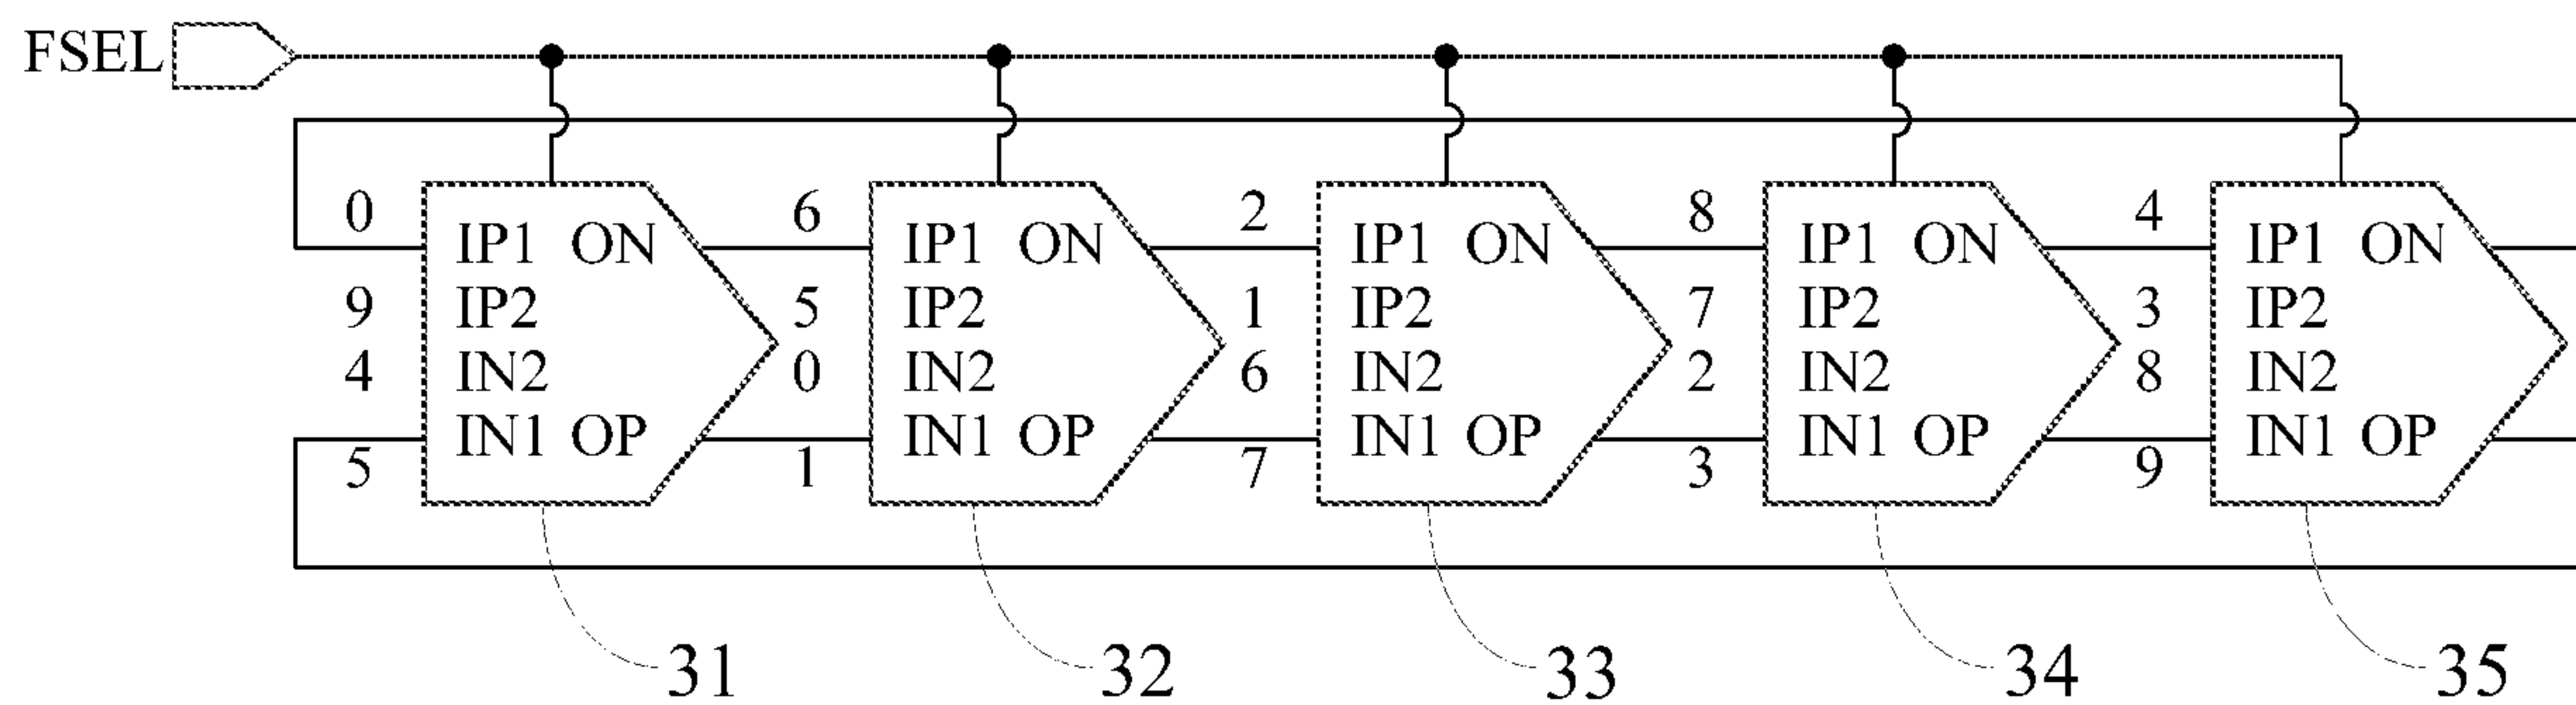 FSEL
0 6 2 8 4
IP1 ON IP1 ON IP1 ON IP1 ON IP1 ON
9 IP2 5 IP2 1 IP2 7 IP2 3 IP2
4 IN2 0 IN2 6 IN2 2 IN2 8 IN2
IN1 OP IN1 OP IN1 OP IN1 OP IN1 OP
5 1 7 3 9
31 32 33 34 35